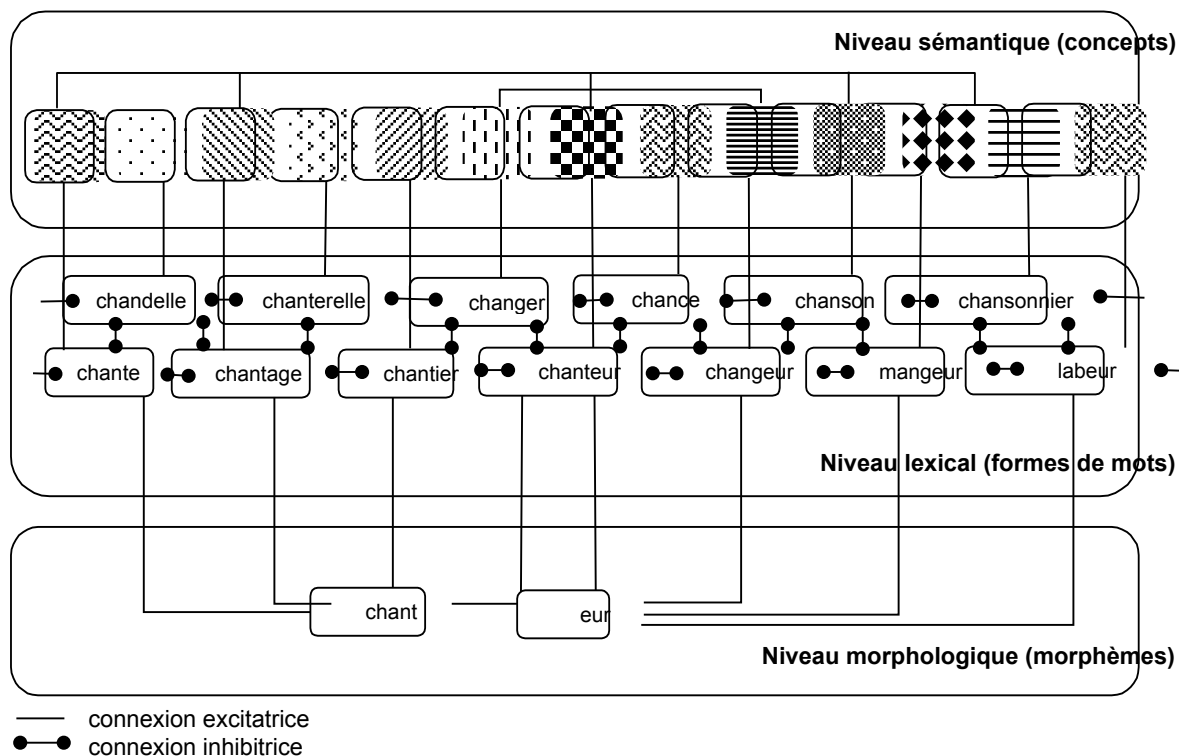 Niveau sémantique (concepts)
chandelle chanterelle changer chance chanson chansonnier
chante chantage chantier chanteur changeur mangeur labeur
Niveau lexical (formes de mots)
chant eur
Niveau morphologique (morphèmes)
connexion excitatrice
connexion inhibitrice